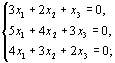 3x₁ + 2x₂ + x₃ = 0,
5x₁ + 4x₂ + 3x₃ = 0,
4x₁ + 3x₂ + 2x₃ = 0;